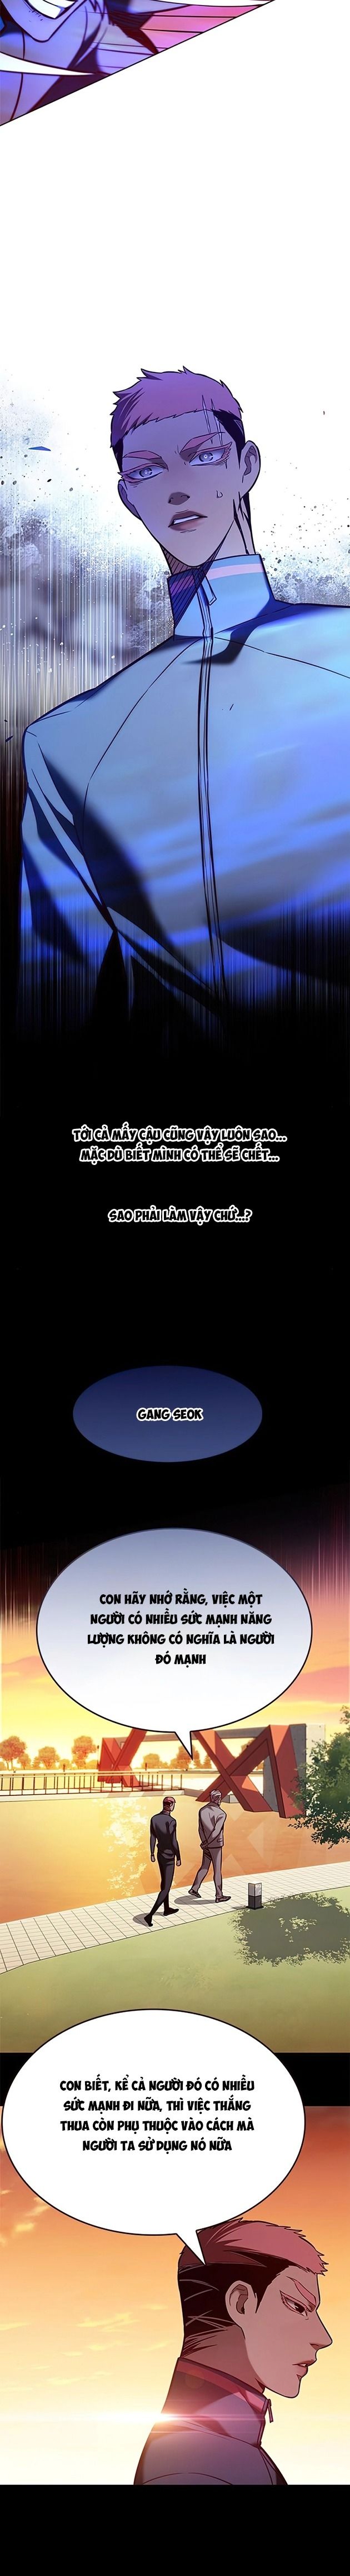 TỚI CẢ MẤY CẬU CŨNG VẬY LUÔN SAO...
MẶC DÙ BIẾT MÌNH CÓ THỂ SẼ CHẾT...
SAO PHẢI LÀM VẬY CHỨ...?
GANG SEOK
CON HÃY NHỚ RẰNG, VIỆC MỘT
NGƯỜI CÓ NHIỀU SỨC MẠNH NĂNG
LƯỢNG KHÔNG CÓ NGHĨA LÀ NGƯỜI
ĐÓ MẠNH
CON BIẾT, KỂ CẢ NGƯỜI ĐÓ CÓ NHIỀU
SỨC MẠNH ĐI NỮA, THÌ VIỆC THẮNG
THUA CÒN PHỤ THUỘC VÀO CÁCH MÀ
NGƯỜI TA SỬ DỤNG NÓ NỮA